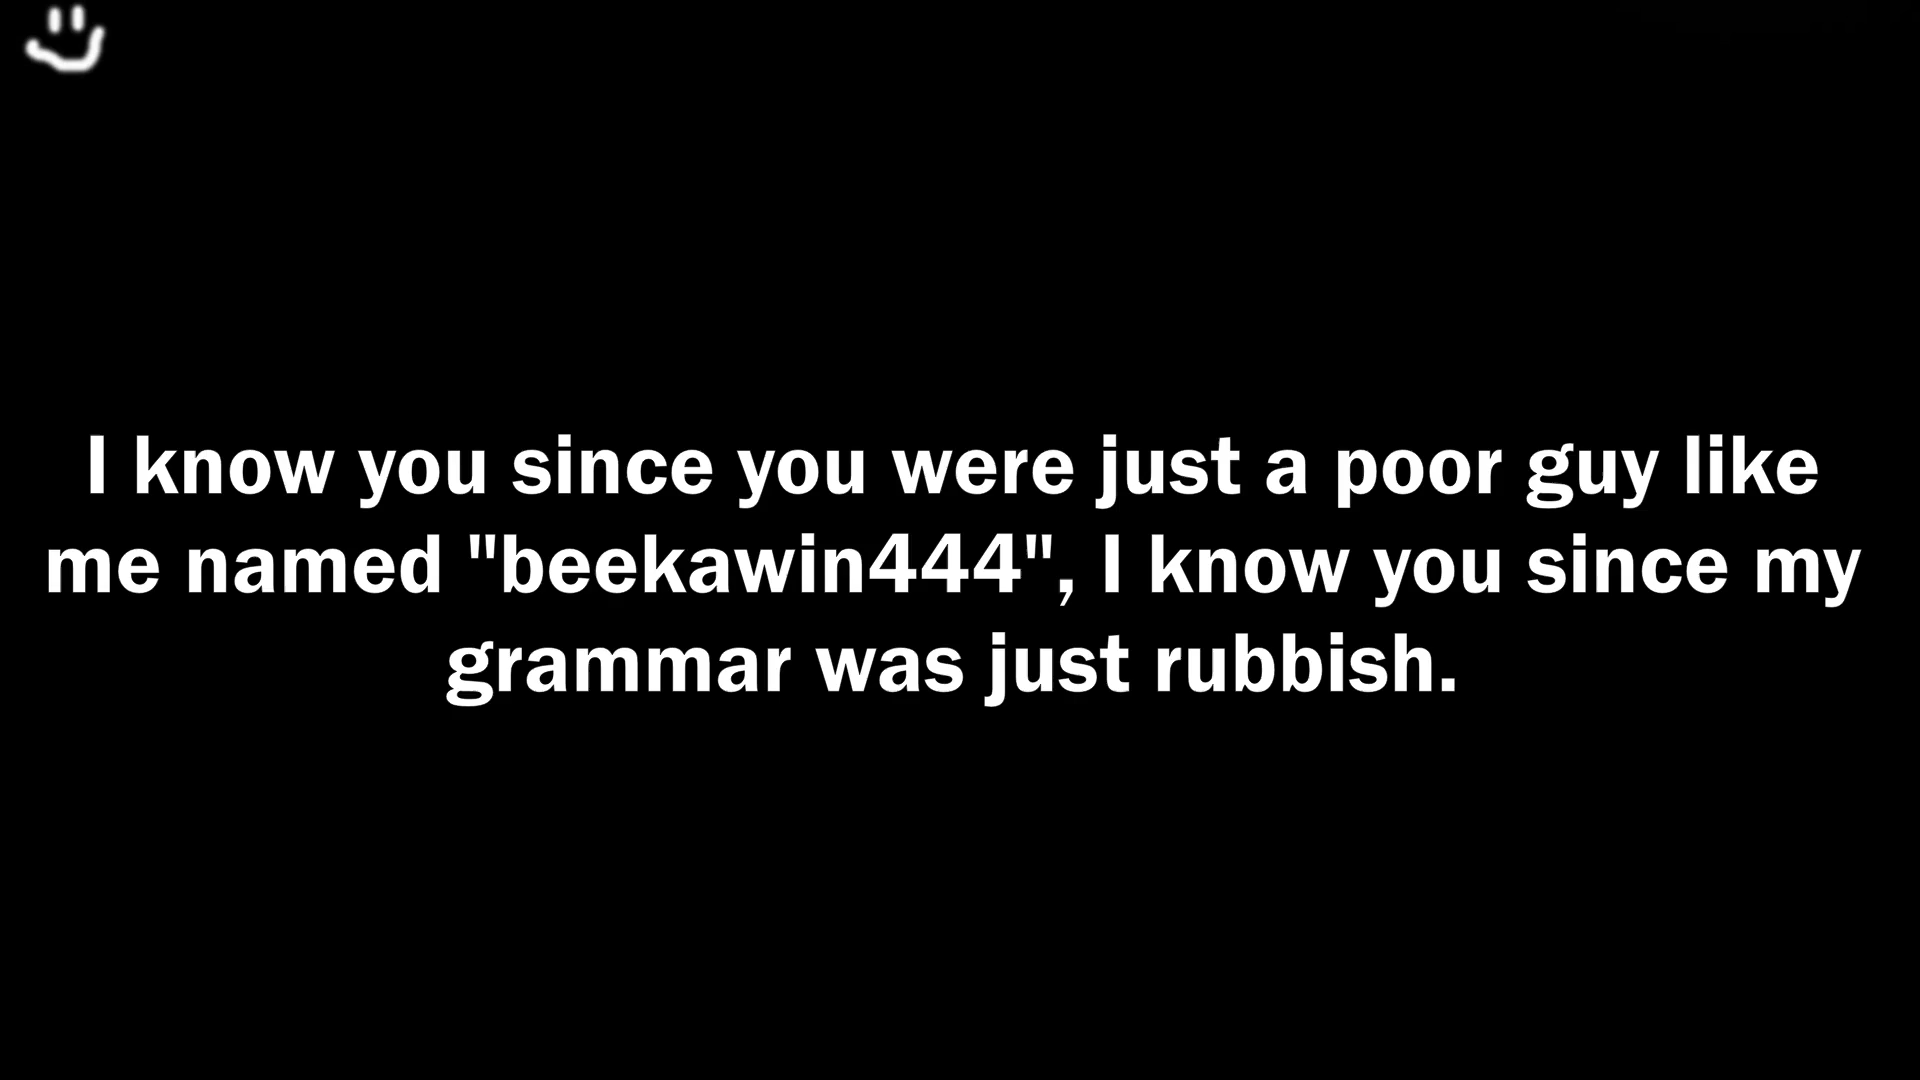 I know you since you were just a poor guy like
me named "beekawin444", I know you since my
grammar was just rubbish.